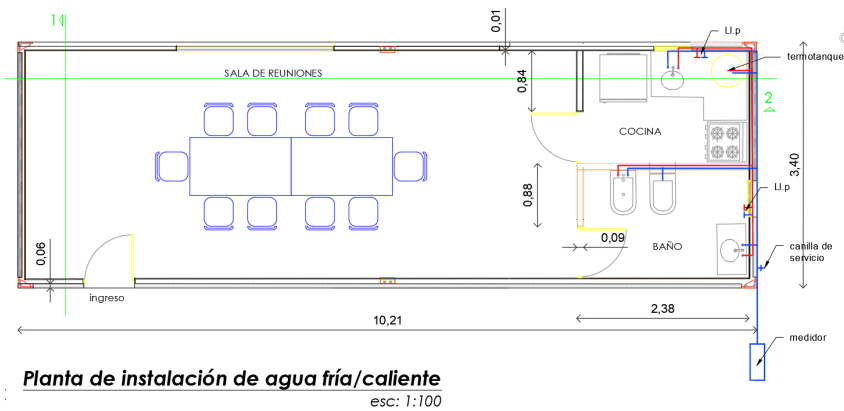 1
0,01
Ll.p
termotanque
SALA DE REUNIONES
0,84
2
COCINA
3,40
0,88
Ll.p
0,09
BAÑO
0,06
canilla de
servicio
ingreso
2,38
10,21
medidor
Planta de instalación de agua fría/caliente
esc: 1:100